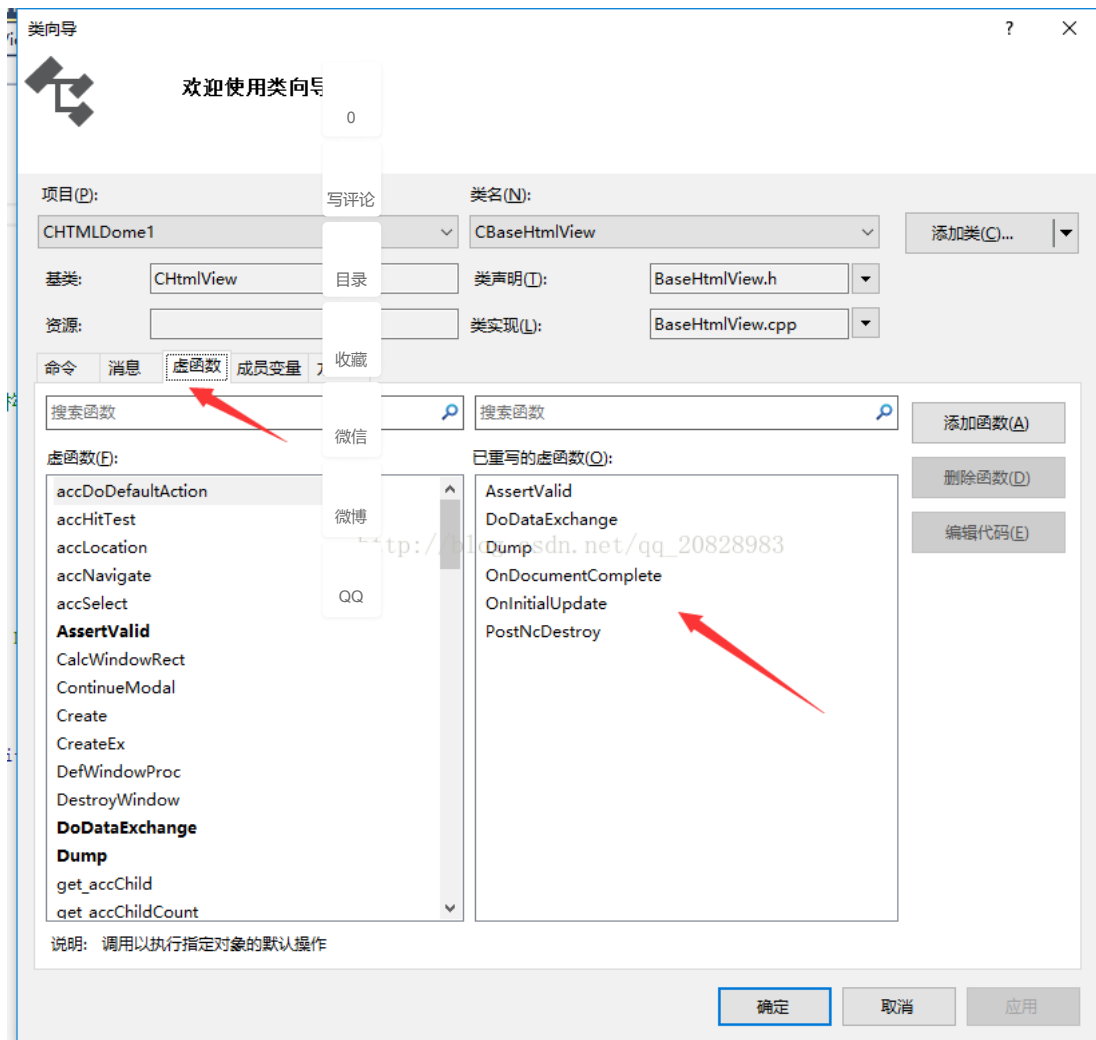 类向导 ?
欢迎使用类向导
0
写评论
目录
收藏
微信
微博
QQ
项目(P): 类名(N):
CHTMLDome1 CBaseHtmlView 添加类(C)...
基类: CHtmlView 类声明(T): BaseHtmlView.h
资源: 类实现(L): BaseHtmlView.cpp
命令 消息 虚函数 成员变量
搜索函数 搜索函数 添加函数(A)
虚函数(F): 已重写的虚函数(O):
删除函数(D)
编辑代码(E)
accDoDefaultAction
accHitTest
accLocation
accNavigate
accSelect
AssertValid
CalcWindowRect
ContinueModal
Create
CreateEx
DefWindowProc
DestroyWindow
DoDataExchange
Dump
get_accChild
get_accChildCount
AssertValid
DoDataExchange
Dump
OnDocumentComplete
OnInitialUpdate
PostNcDestroy
http://blog.csdn.net/qq_20828983
说明: 调用以执行指定对象的默认操作
确定 取消 应用